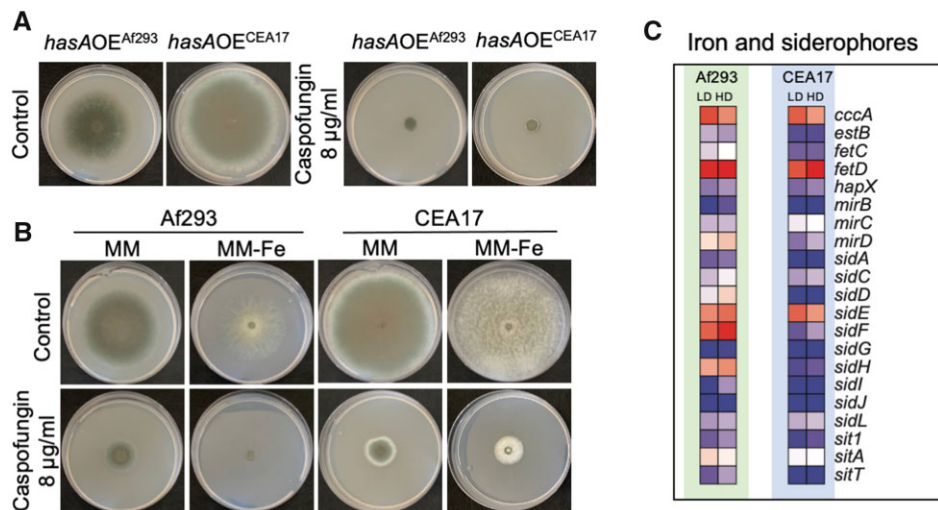 A
hasAOE^Af293 hasAOE^CEA17 hasAOE^Af293 hasAOE^CEA17
Control
Caspofungin
8 µg/ml
B
Af293 CEA17
MM MM-Fe MM MM-Fe
Control
Caspofungin
8 µg/ml
C
Iron and siderophores
Af293 CEA17
LD HD LD HD
cccA
estB
fetC
fetD
hapX
mirB
mirC
mirD
sidA
sidC
sidD
sidE
sidF
sidG
sidH
sidI
sidJ
sidL
sit1
sitA
sitT